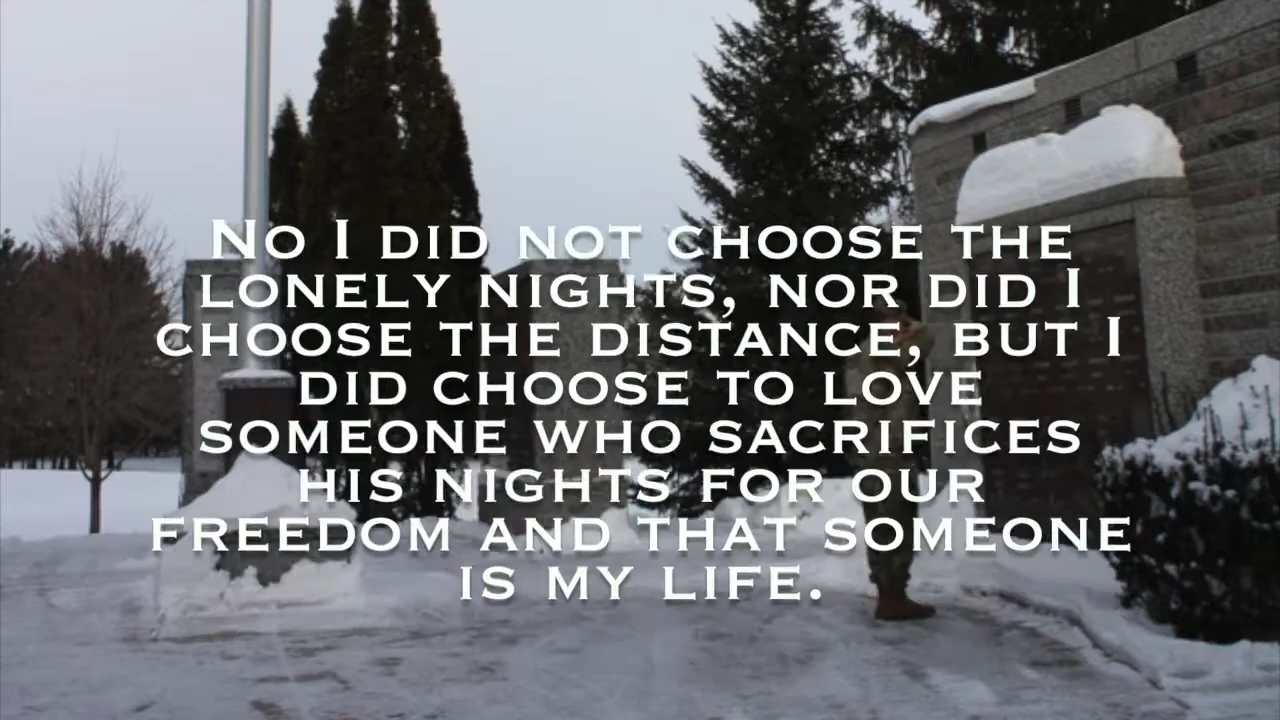 NO I DID NOT CHOOSE THE
LONELY NIGHTS, NOR DID I
CHOOSE THE DISTANCE, BUT I
DID CHOOSE TO LOVE
SOMEONE WHO SACRIFICES
HIS NIGHTS FOR OUR
FREEDOM AND THAT SOMEONE
IS MY LIFE.